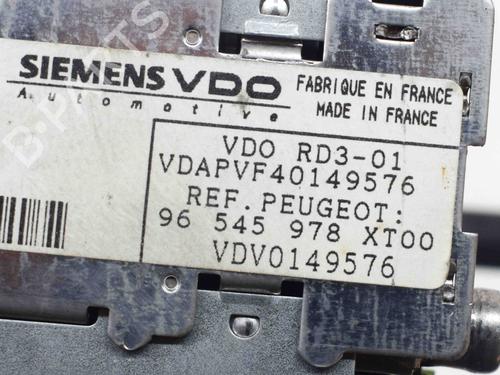 SIEMENS VDO
Automotive
FABRIQUE EN FRANCE
MADE IN FRANCE
VDO RD3-01
VDAPVF40149576
REF.PEUGEOT:
96 545 978 XT00
VDV0149576
B-PARTS